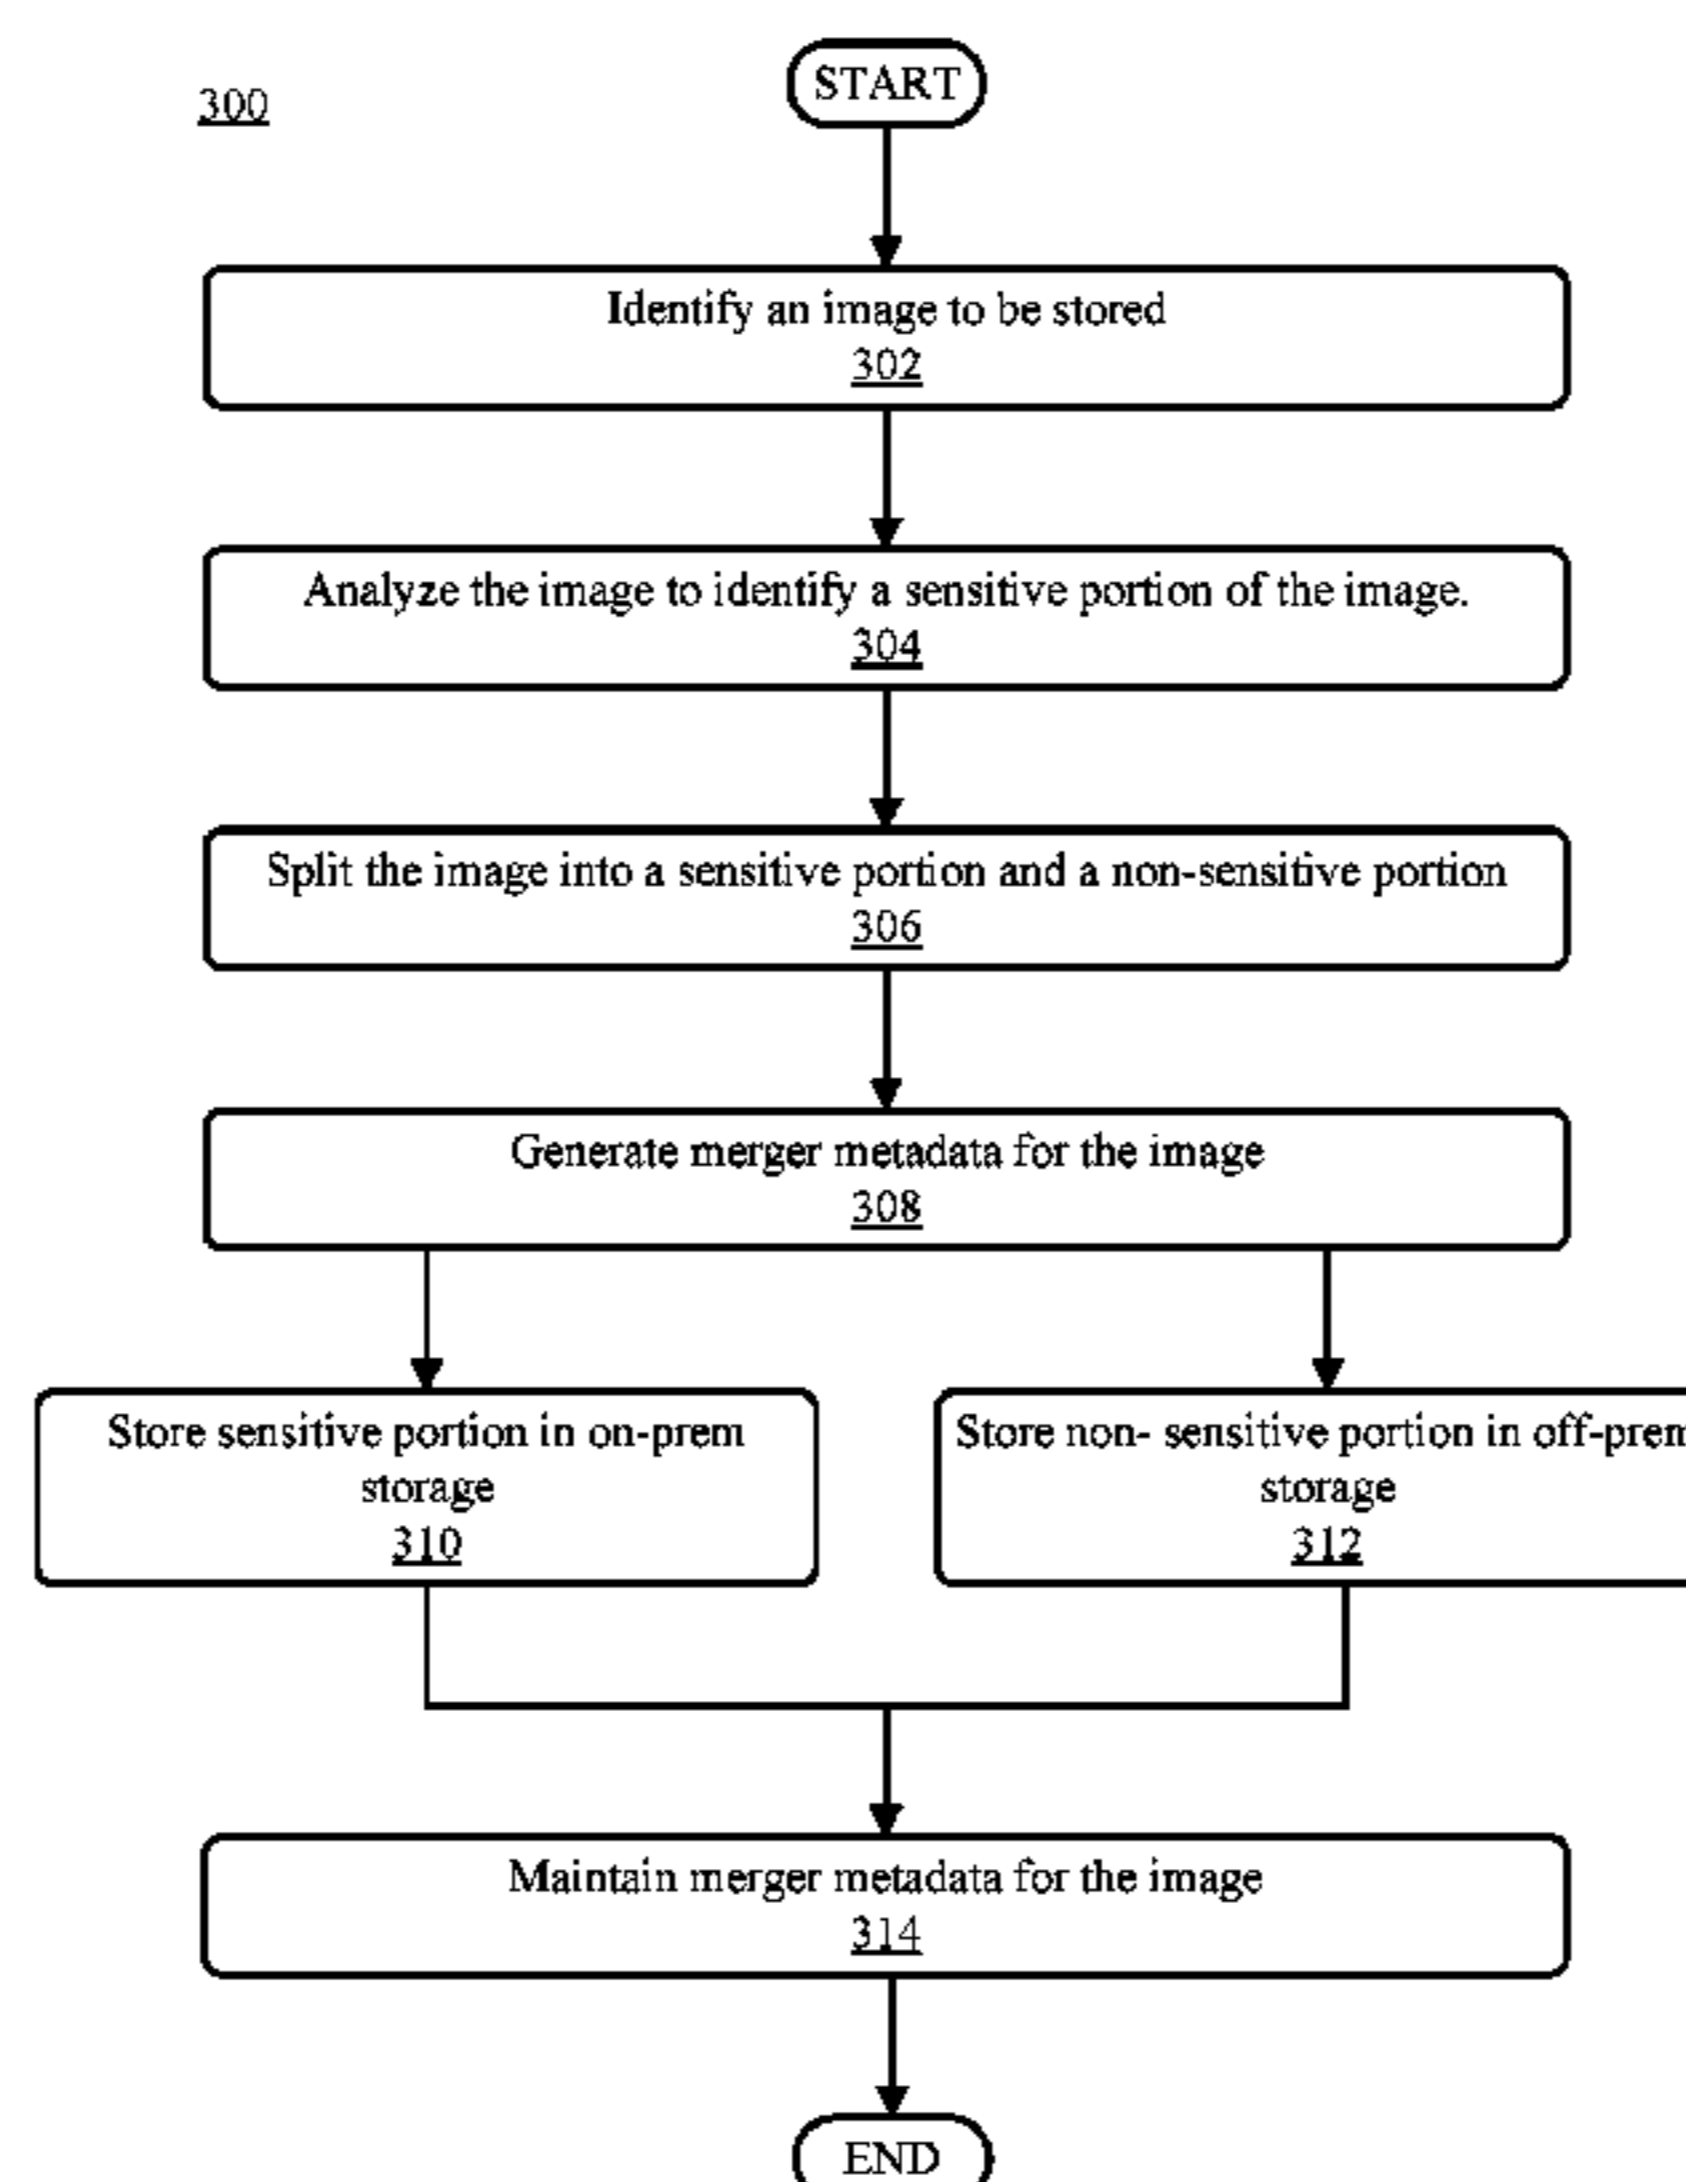 START
300
Identify an image to be stored
302
Analyze the image to identify a sensitive portion of the image.
304
Split the image into a sensitive portion and a non-sensitive portion
306
Generate merger metadata for the image
308
Store sensitive portion in on-prem
storage
310
Store non- sensitive portion in off-prem
storage
312
Maintain merger metadata for the image
314
END